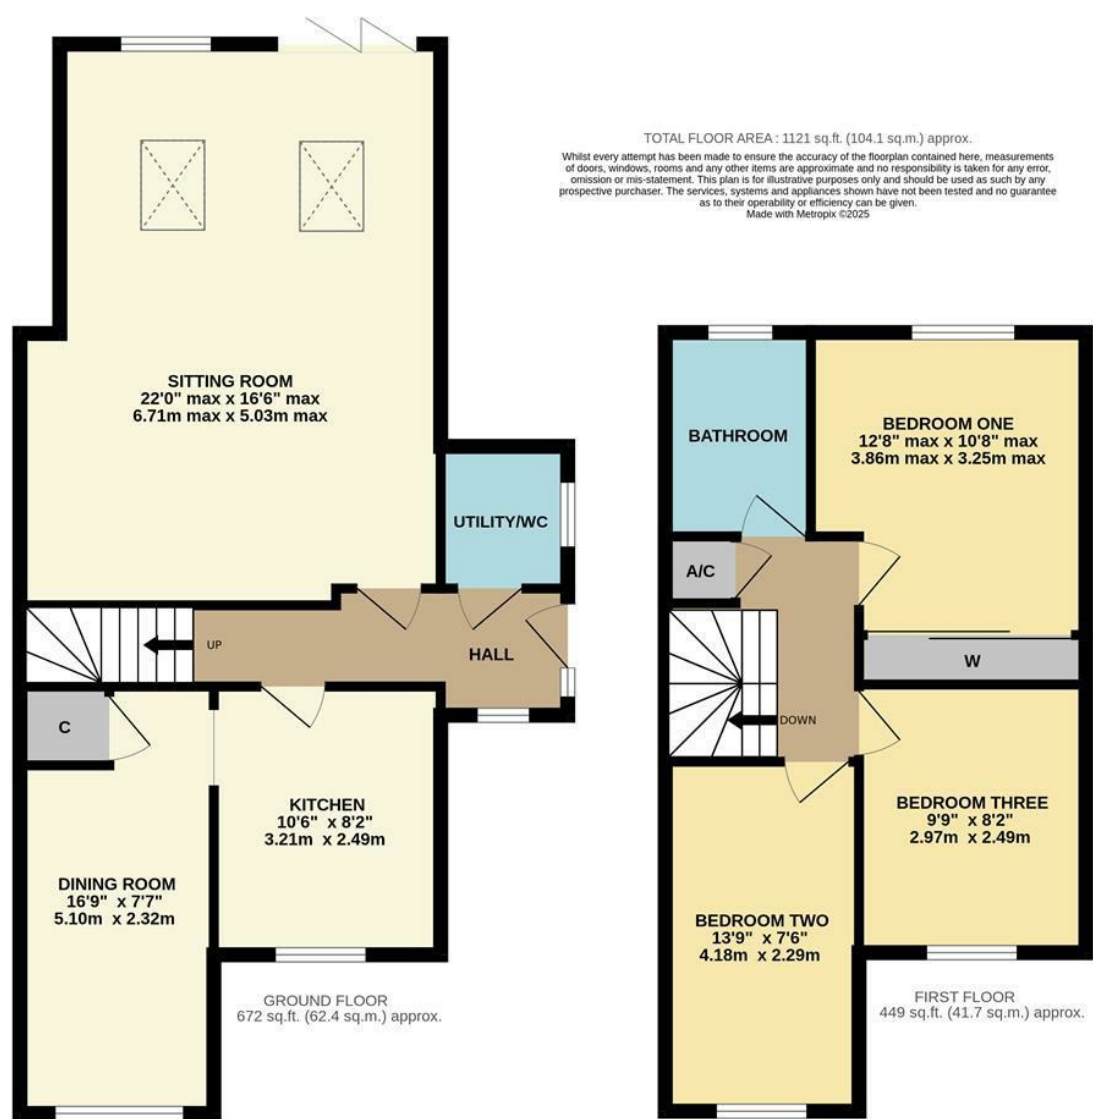 TOTAL FLOOR AREA : 1121 sq.ft. (104.1 sq.m.) approx.
Whilst every attempt has been made to ensure the accuracy of the floorplan contained here, measurements
of doors, windows, rooms and any other items are approximate and no responsibility is taken for any error,
omission or mis-statement. This plan is for illustrative purposes only and should be used as such by any
prospective purchaser. The services, systems and appliances shown have not been tested and no guarantee
as to their operability or efficiency can be given.
Made with Metropix ©2025
SITTING ROOM
22'0" max x 16'6" max
6.71m max x 5.03m max
UTILITY/WC
UP
HALL
C
KITCHEN
10'6" x 8'2"
3.21m x 2.49m
DINING ROOM
16'9" x 7'7"
5.10m x 2.32m
GROUND FLOOR
672 sq.ft. (62.4 sq.m.) approx.
BATHROOM
BEDROOM ONE
12'8" max x 10'8" max
3.86m max x 3.25m max
A/C
W
DOWN
BEDROOM THREE
9'9" x 8'2"
2.97m x 2.49m
BEDROOM TWO
13'9" x 7'6"
4.18m x 2.29m
FIRST FLOOR
449 sq.ft. (41.7 sq.m.) approx.